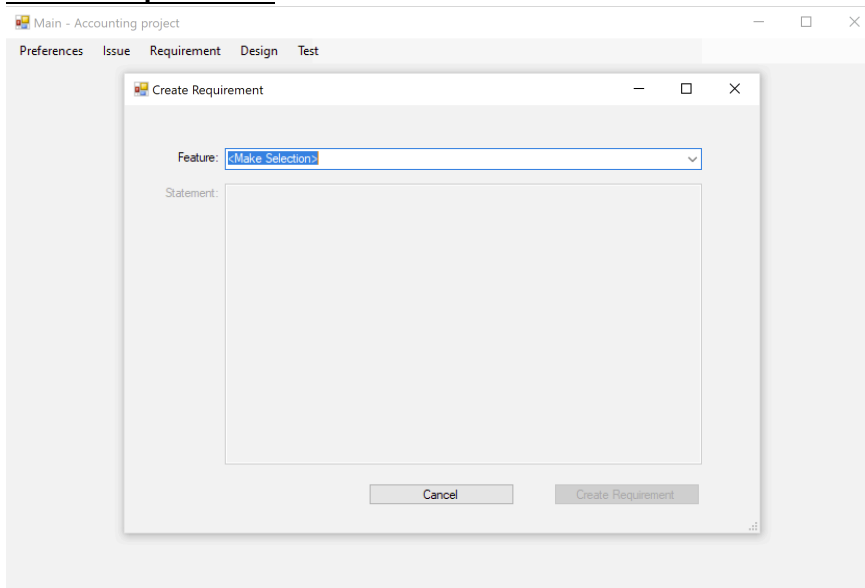 Main - Accounting project
Preferences Issue Requirement Design Test
Create Requirement
Feature: <Make Selection>
Statement:
Cancel Create Requirement